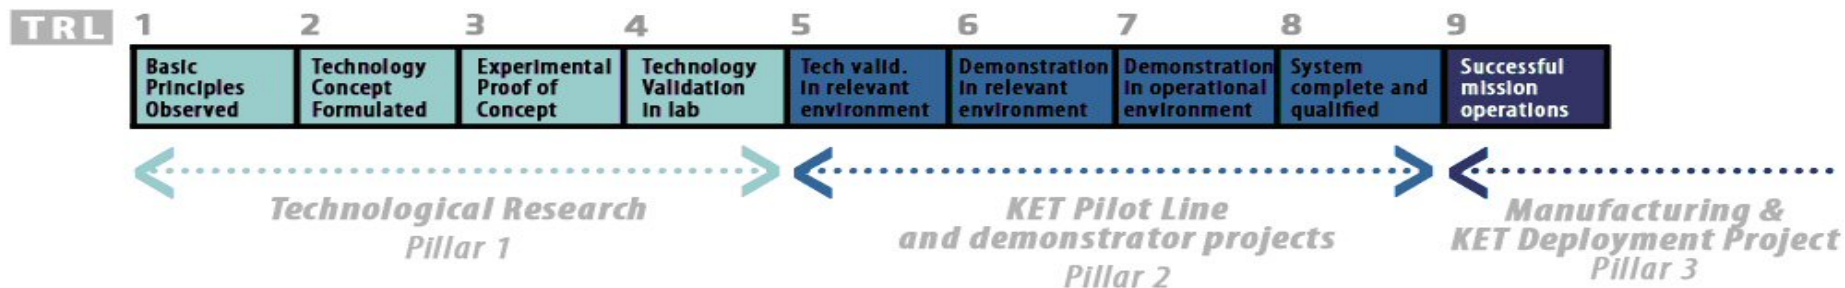 TRL 1 2 3 4 5 6 7 8 9
Basic
Principles
Observed
Technology
Concept
Formulated
Experimental
Proof of
Concept
Technology
Validation
in lab
Tech valid.
in relevant
environment
Demonstration
in relevant
environment
Demonstration
in operational
environment
System
complete and
qualified
Successful
mission
operations
Technological Research
Pillar 1
KET Pilot Line
and demonstrator projects
Pillar 2
Manufacturing &
KET Deployment Project
Pillar 3